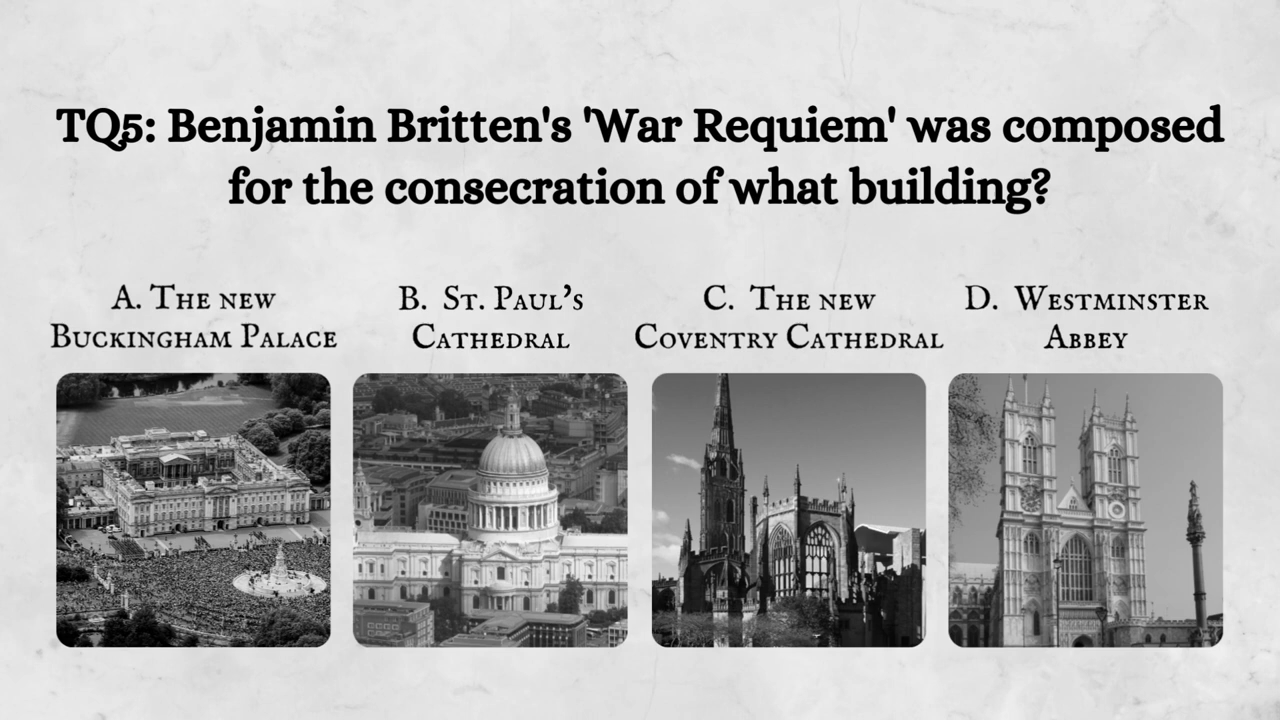 TQ5: Benjamin Britten's 'War Requiem' was composed
for the consecration of what building?
A. The new
Buckingham Palace
B. St. Paul's
Cathedral
C. The new
Coventry Cathedral
D. Westminster
Abbey